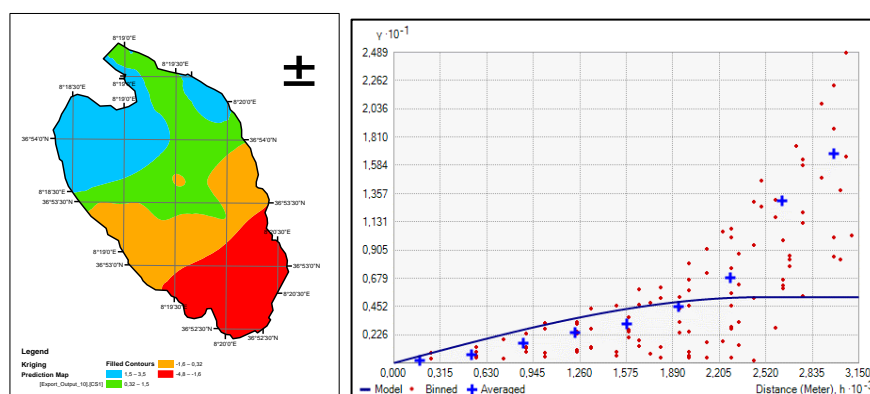 8°19'0"E
8°19'30"E
8°19'0"E
8°18'30"E
8°19'0"E
8°20'0"E
36°54'0"N
36°54'0"N
8°18'30"E
36°53'30"N
36°53'30"N
8°20'30"E
8°19'0"E
36°53'0"N
36°53'0"N
8°20'30"E
8°19'30"E
36°52'30"N
36°52'30"N
8°20'0"E
Legend
Kriging Filled Contours -1,6 – 0,32
Prediction Map 1,5 – 3,5 -4,8 – -1,6
[Export_Output_10].[CS1] 0,32 – 1,5
γ ·10⁻¹
2,489
2,262
2,036
1,810
1,584
1,357
1,131
0,905
0,679
0,452
0,226
0,000 0,315 0,630 0,945 1,260 1,575 1,890 2,205 2,520 2,835 3,150
Model Binned Averaged Distance (Meter), h ·10⁻³